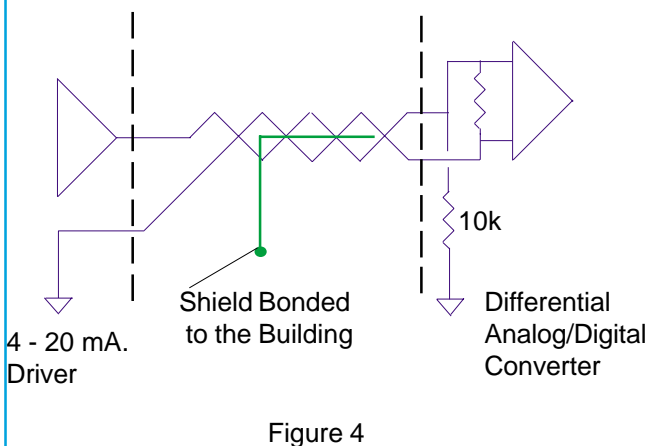 10k
Shield Bonded
to the Building
Differential
Analog/Digital
Converter
4 - 20 mA.
Driver
Figure 4